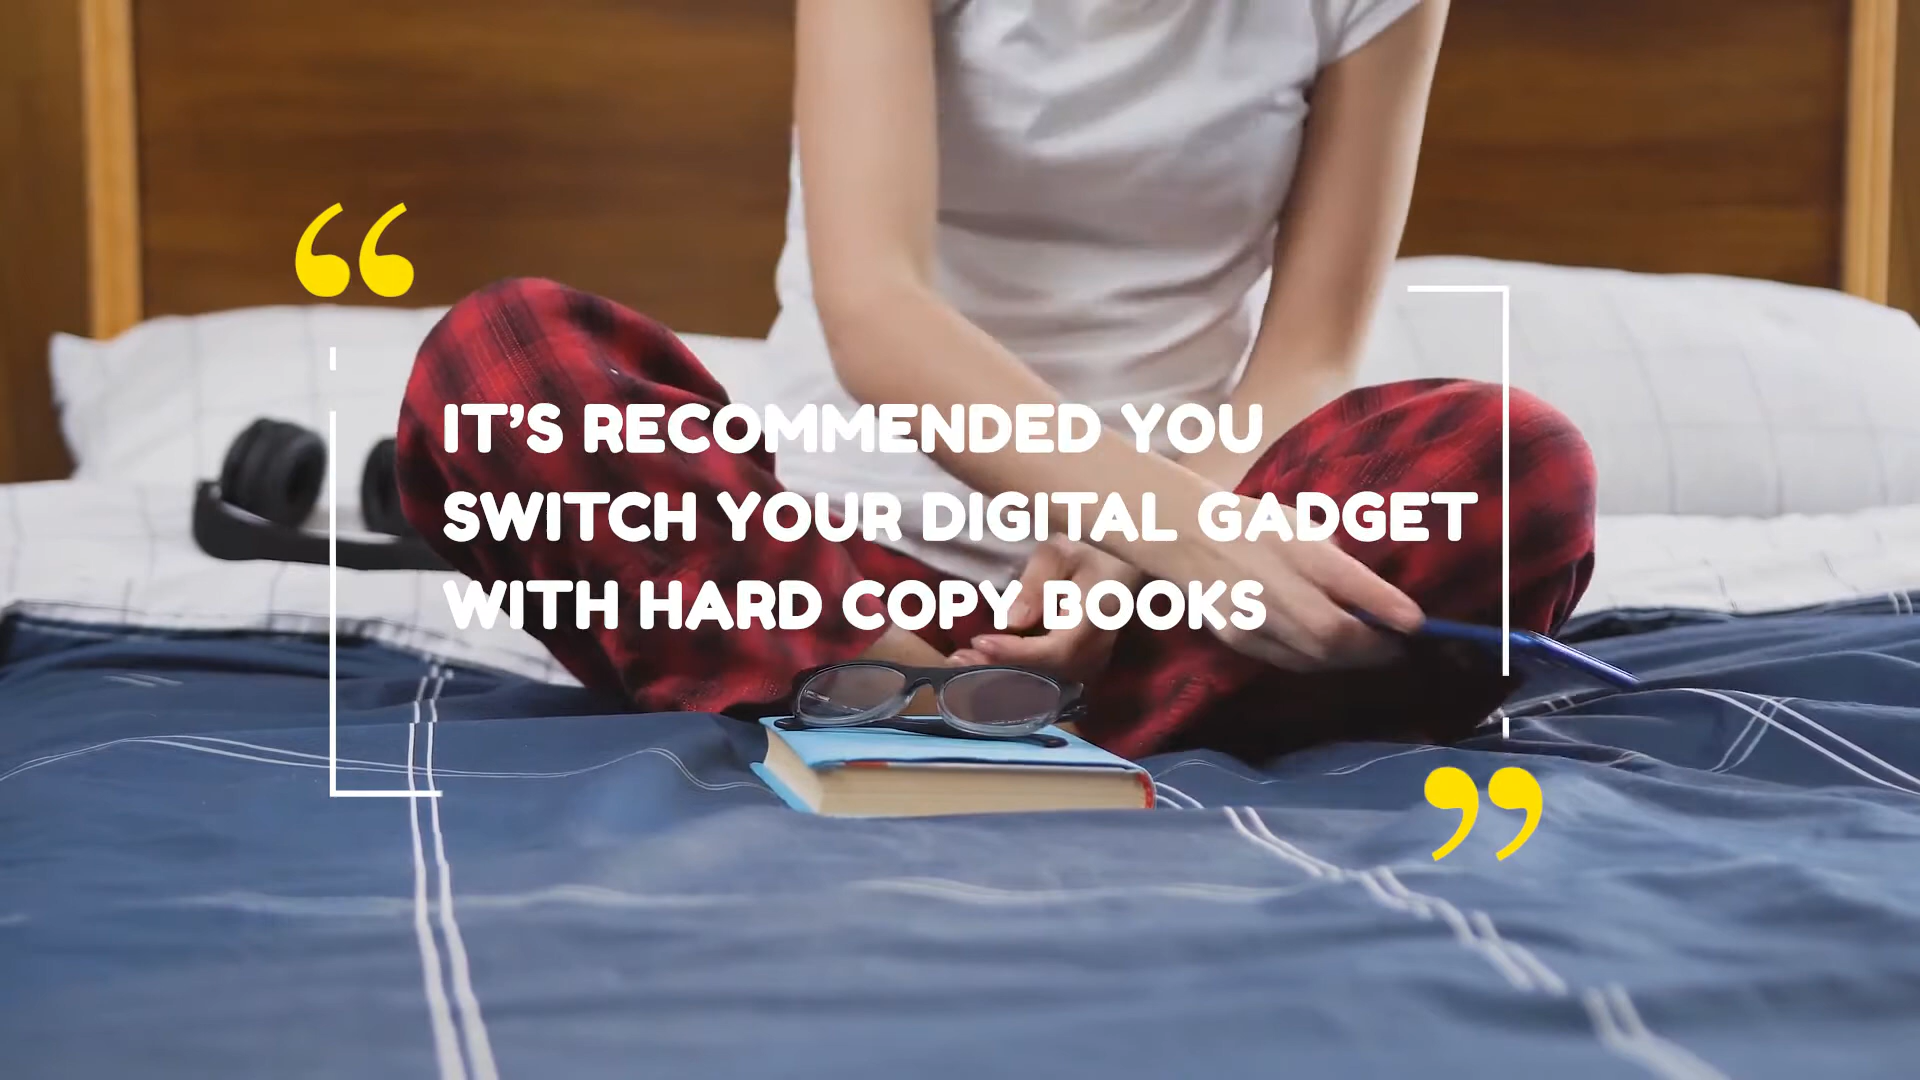 “
IT’S RECOMMENDED YOU
SWITCH YOUR DIGITAL GADGET
WITH HARD COPY BOOKS
”